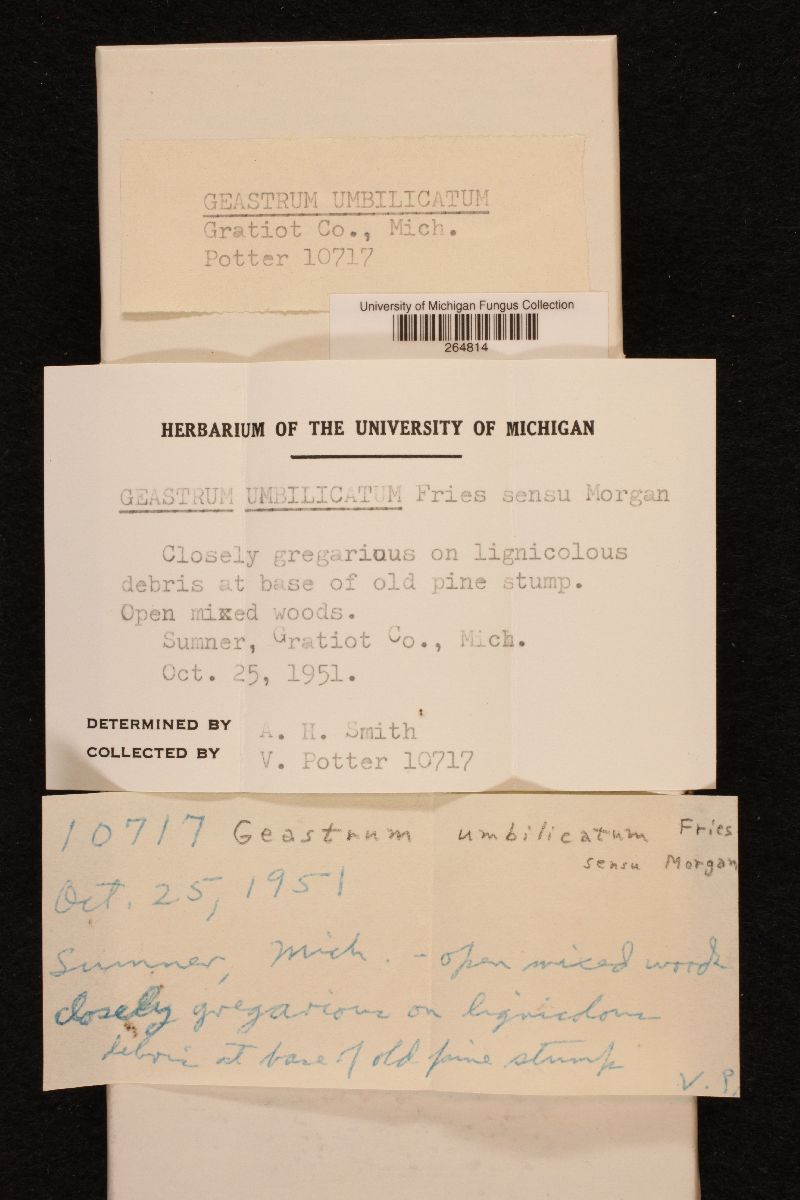 GEASTRUM UMBILICATUM
Gratiot Co., Mich.
Potter 10717
University of Michigan Fungus Collection
264814
HERBARIUM OF THE UNIVERSITY OF MICHIGAN
GEASTRUM UMBILICATUM Fries sensu Morgan
Closely gregarious on lignicolous
debris at base of old pine stump.
Open mixed woods.
Sumner, Gratiot Co., Mich.
Oct. 25, 1951.
DETERMINED BY A. H. Smith
COLLECTED BY V. Potter 10717
10717 Geastrum umbilicatum Fries
sensu Morgan
Oct. 25, 1951
Sumner, Mich. - open mixed woods
closely gregarious on lignicolous
debris at base of old pine stump
V. P.